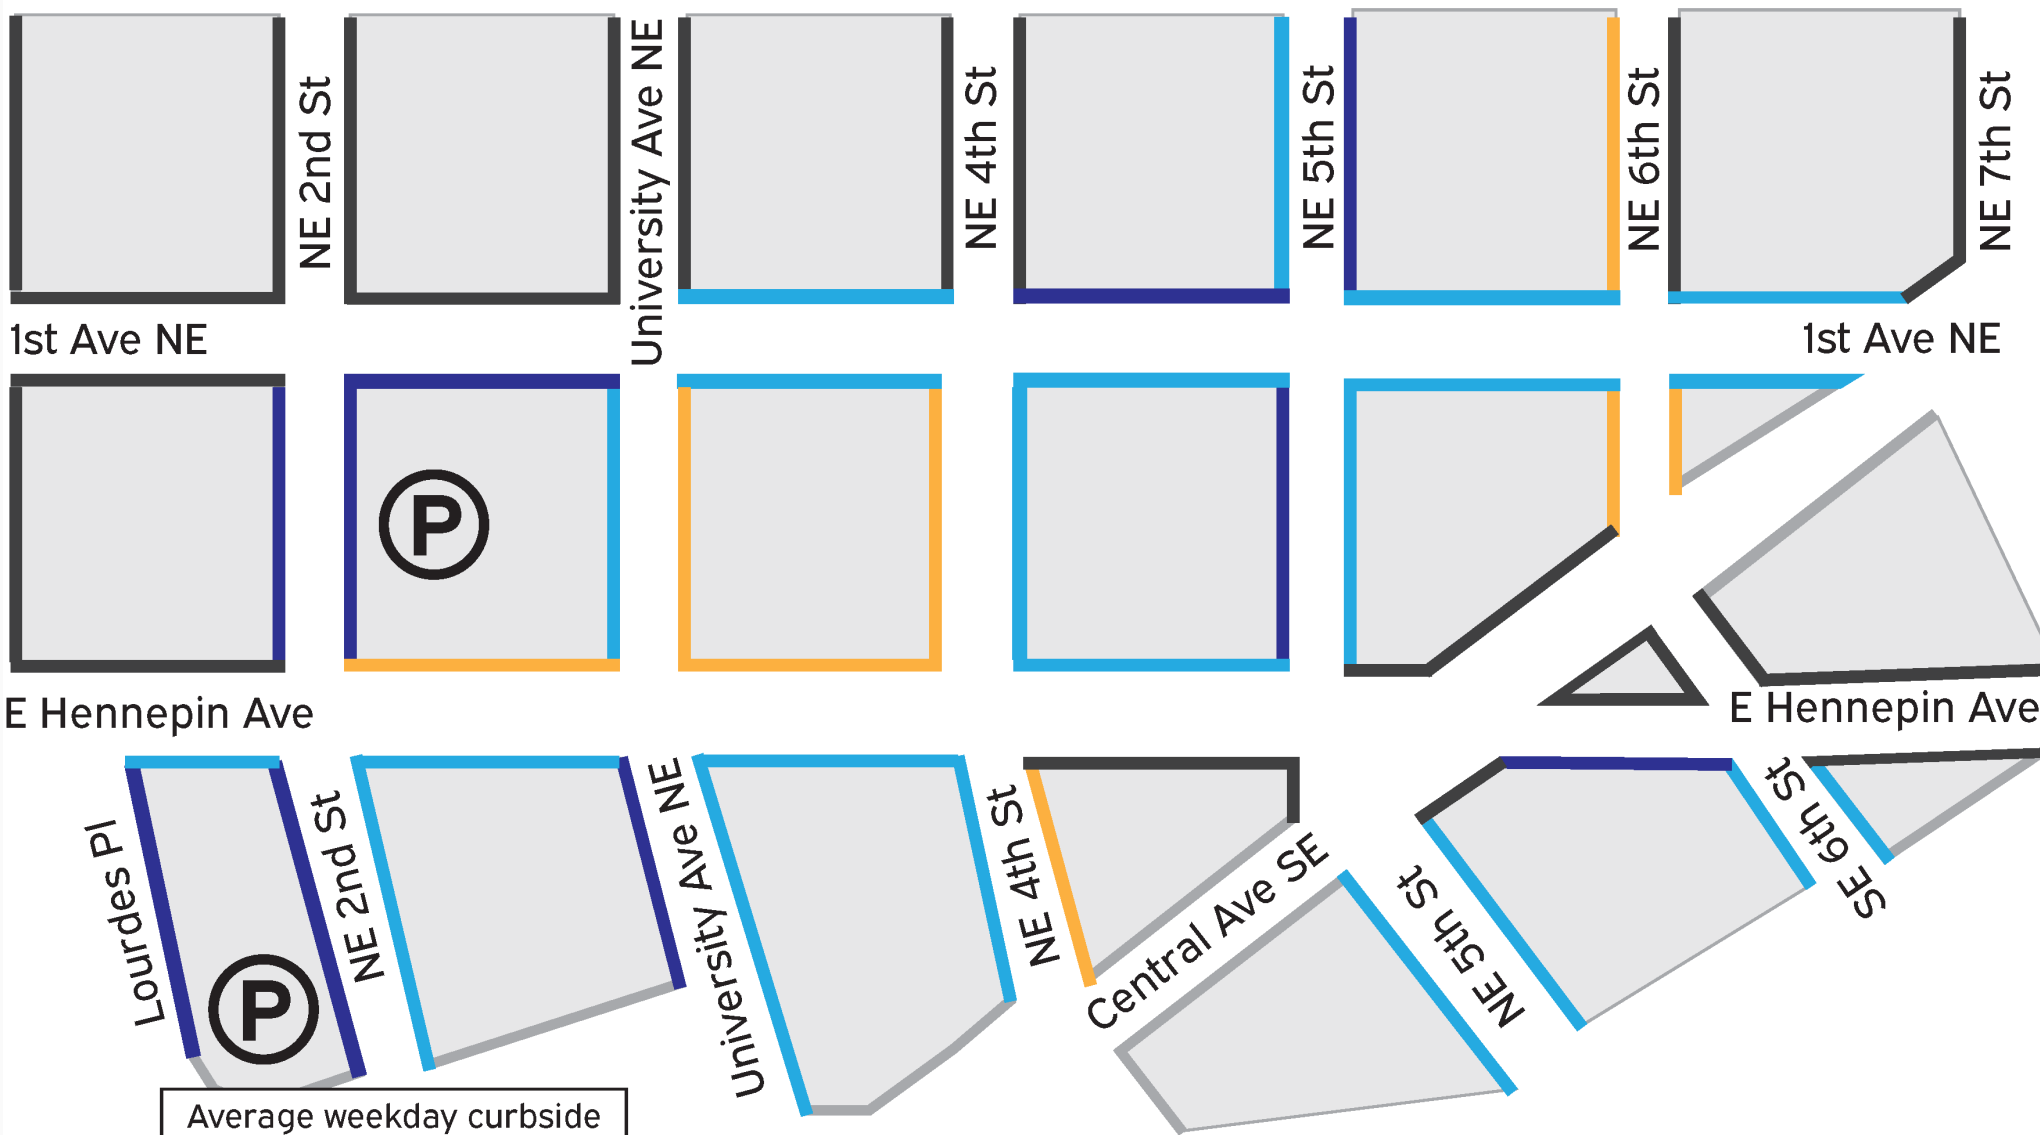 NE 2nd St
University Ave NE
NE 4th St
NE 5th St
NE 6th St
NE 7th St
1st Ave NE
1st Ave NE
P
E Hennepin Ave
E Hennepin Ave
Lourdes Pl
NE 2nd St
University Ave NE
NE 4th St
Central Ave SE
NE 5th St
SE 6th St
P
Average weekday curbside